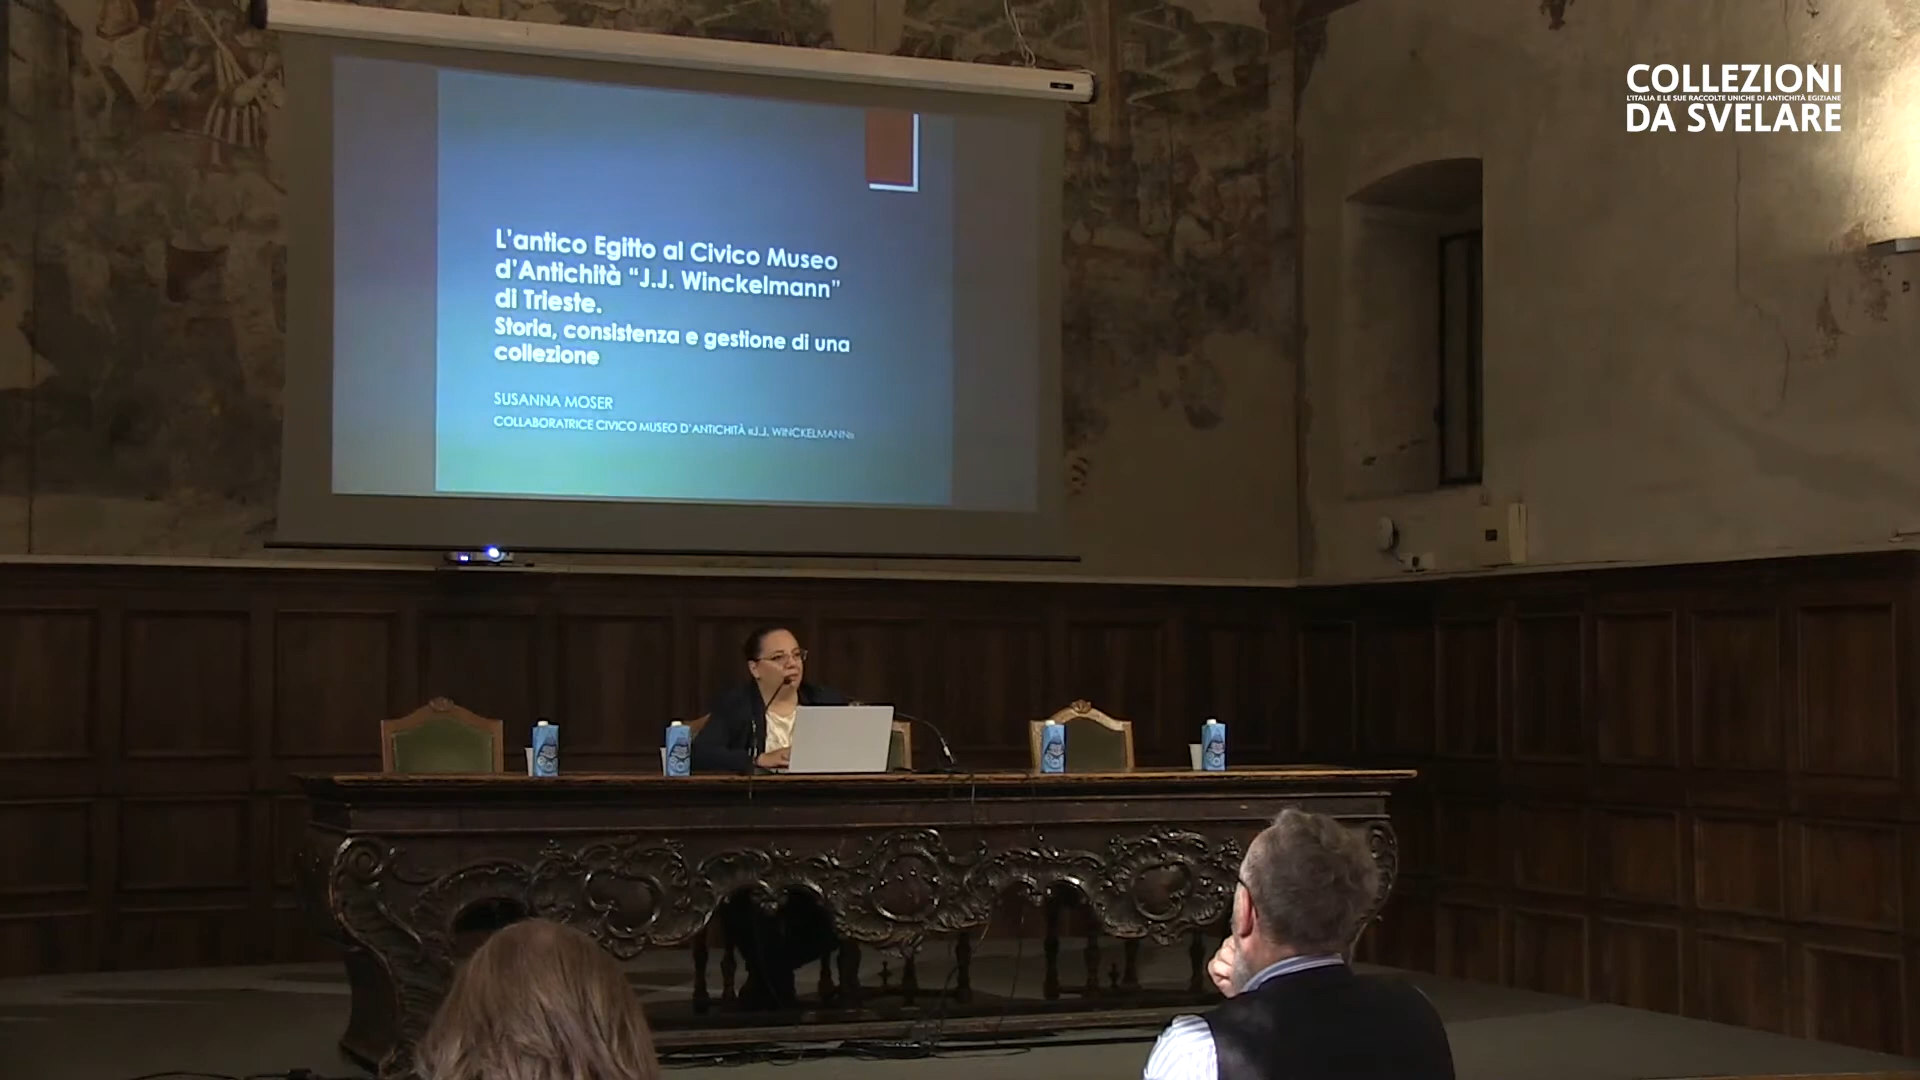 COLLEZIONI
L'ITALIA E LE SUE RACCOLTE UNICHE DI ANTICHITÀ EGIZIANE
DA SVELARE
L'antico Egitto al Civico Museo
d'Antichità “J.J. Winckelmann”
di Trieste.
Storia, consistenza e gestione di una
collezione
SUSANNA MOSER
COLLABORATRICE CIVICO MUSEO D'ANTICHITÀ «J.J. WINCKELMANN»